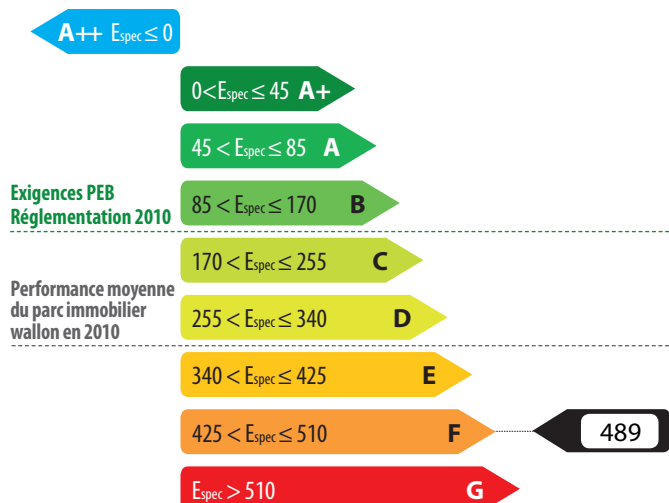 A++ Espec ≤ 0
0 < Espec ≤ 45 A+
45 < Espec ≤ 85 A
Exigences PEB
Réglementation 2010
85 < Espec ≤ 170 B
170 < Espec ≤ 255 C
Performance moyenne
du parc immobilier
wallon en 2010
255 < Espec ≤ 340 D
340 < Espec ≤ 425 E
425 < Espec ≤ 510 F
489
Espec > 510 G